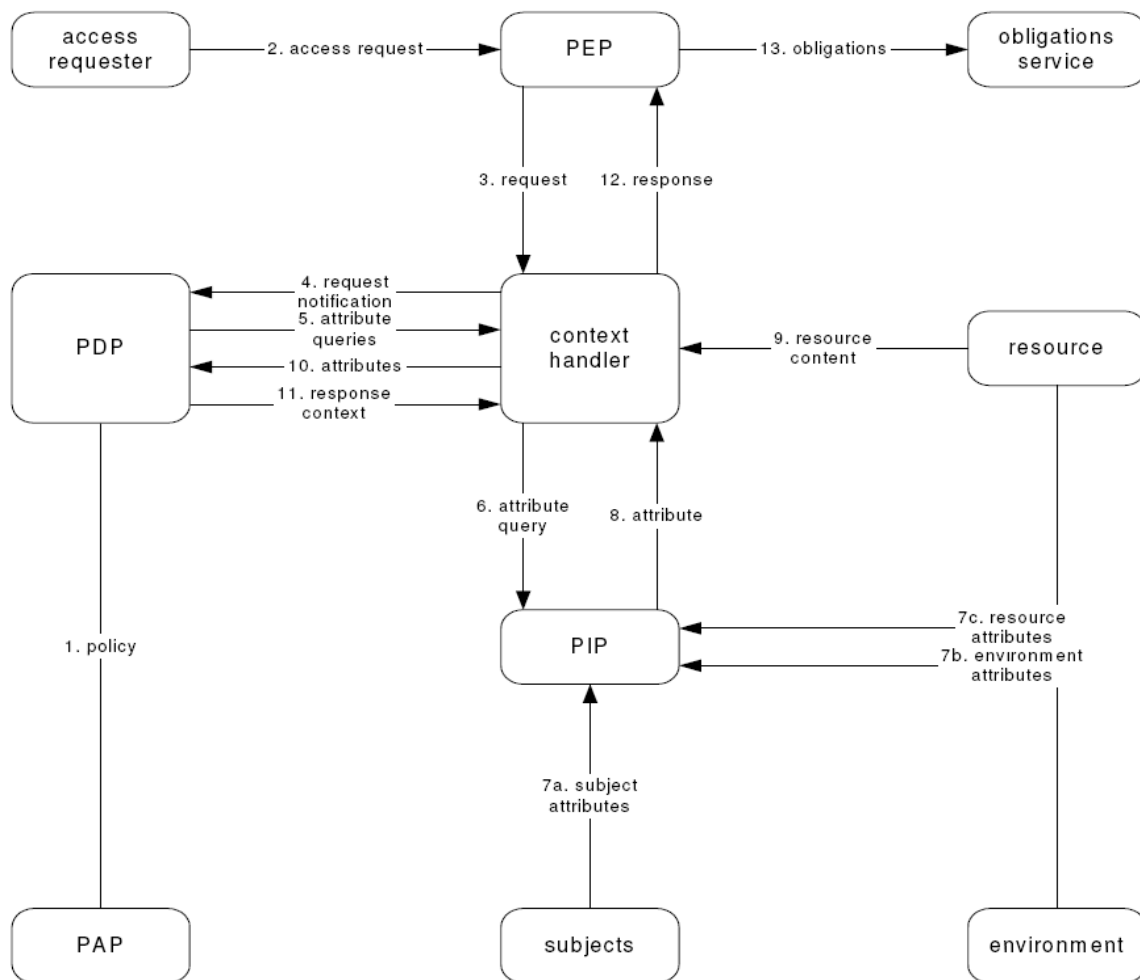 access
requester
2. access request
PEP
13. obligations
obligations
service
3. request
12. response
PDP
4. request
notification
5. attribute
queries
10. attributes
11. response
context
context
handler
9. resource
content
resource
6. attribute
query
8. attribute
1. policy
PIP
7c. resource
attributes
7b. environment
attributes
7a. subject
attributes
PAP
subjects
environment